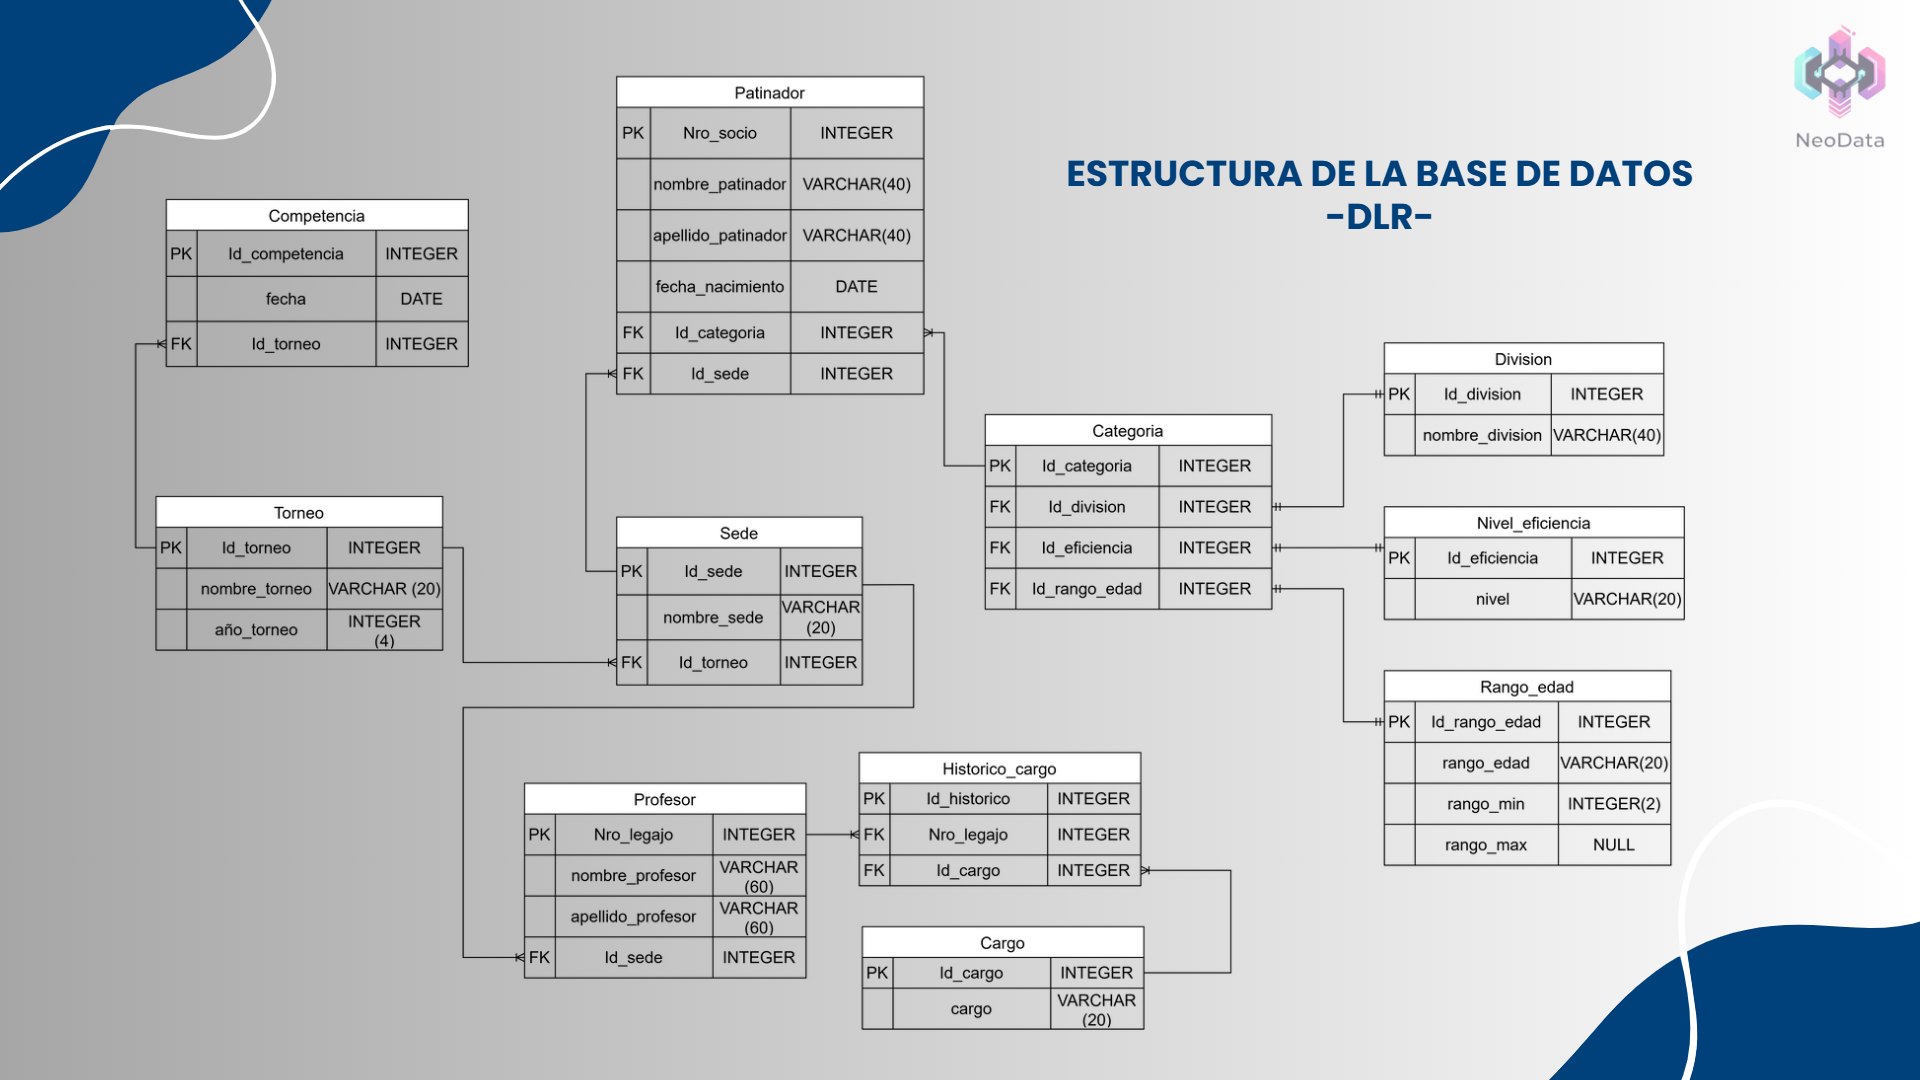 NeoData
ESTRUCTURA DE LA BASE DE DATOS
-DLR-
Competencia
PK Id_competencia INTEGER
fecha DATE
FK Id_torneo INTEGER
Patinador
PK Nro_socio INTEGER
nombre_patinador VARCHAR(40)
apellido_patinador VARCHAR(40)
fecha_nacimiento DATE
FK Id_categoria INTEGER
FK Id_sede INTEGER
Division
PK Id_division INTEGER
nombre_division VARCHAR(40)
Categoria
PK Id_categoria INTEGER
FK Id_division INTEGER
FK Id_eficiencia INTEGER
FK Id_rango_edad INTEGER
Torneo
PK Id_torneo INTEGER
nombre_torneo VARCHAR (20)
año_torneo INTEGER
(4)
Sede
PK Id_sede INTEGER
nombre_sede VARCHAR
(20)
FK Id_torneo INTEGER
Nivel_eficiencia
PK Id_eficiencia INTEGER
nivel VARCHAR(20)
Rango_edad
PK Id_rango_edad INTEGER
rango_edad VARCHAR(20)
rango_min INTEGER(2)
rango_max NULL
Profesor
PK Nro_legajo INTEGER
nombre_profesor VARCHAR
(60)
apellido_profesor VARCHAR
(60)
FK Id_sede INTEGER
Historico_cargo
PK Id_historico INTEGER
FK Nro_legajo INTEGER
FK Id_cargo INTEGER
Cargo
PK Id_cargo INTEGER
cargo VARCHAR
(20)